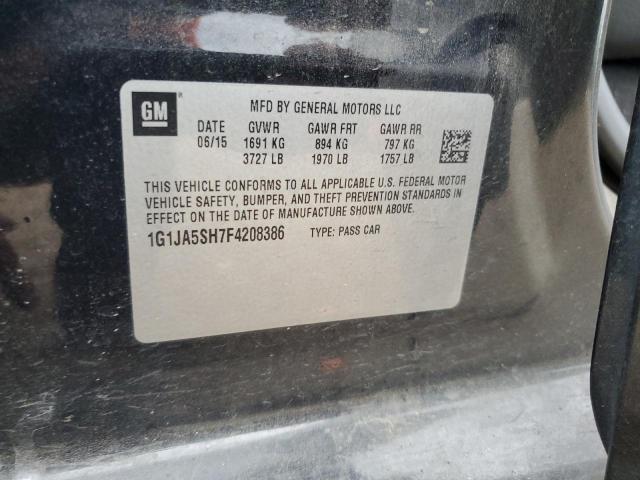 GM
MFD BY GENERAL MOTORS LLC
DATE GVWR GAWR FRT GAWR RR
06/15 1691 KG 894 KG 797 KG
3727 LB 1970 LB 1757 LB
THIS VEHICLE CONFORMS TO ALL APPLICABLE U.S. FEDERAL MOTOR
VEHICLE SAFETY, BUMPER, AND THEFT PREVENTION STANDARDS IN
EFFECT ON THE DATE OF MANUFACTURE SHOWN ABOVE.
1G1JA5SH7F4208386 TYPE: PASS CAR